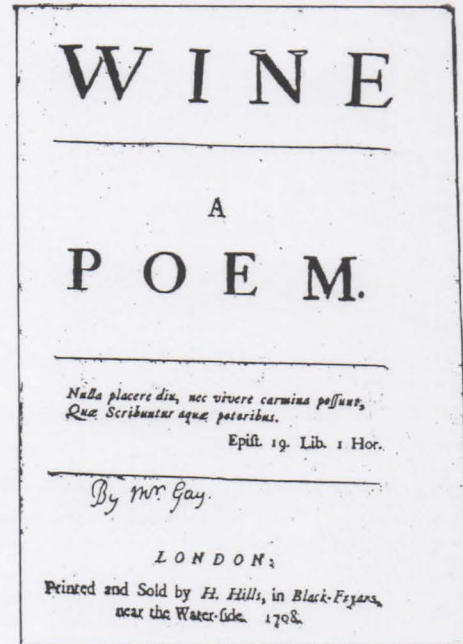 WINE
A
POEM.
Nulla placere diu, nec vivere carmina poſſunt,
Quæ Scribuntur aquæ potoribus.
Epiſt. 19. Lib. 1 Hor.
By Mr Gay.
LONDON:
Printed and Sold by H. Hills, in Black-Fryars,
near the Water-ſide. 1708.